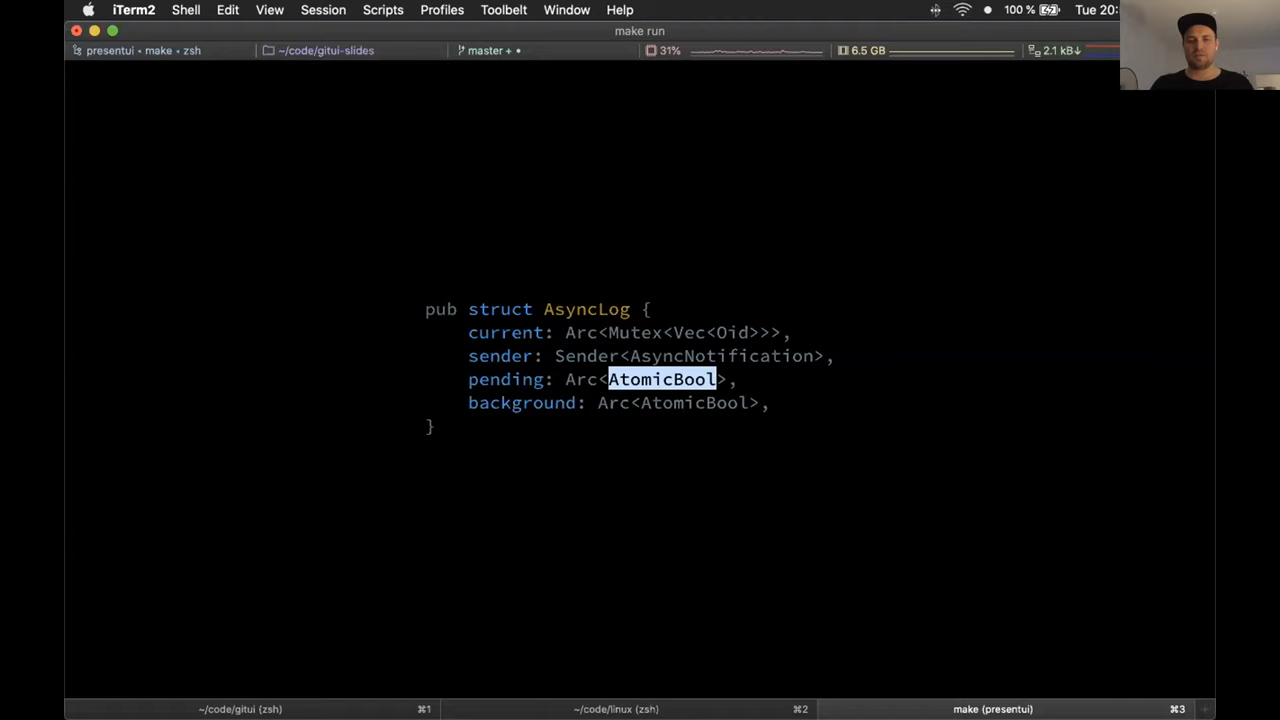 iTerm2 Shell Edit View Session Scripts Profiles Toolbelt Window Help 100 % Tue 20:
make run
presentui • make • zsh ~/code/gitui-slides master + • 31% 6.5 GB 2.1 kB↓
pub struct AsyncLog {
current: Arc<Mutex<Vec<Oid>>>,
sender: Sender<AsyncNotification>,
pending: Arc<AtomicBool>,
background: Arc<AtomicBool>,
}
~/code/gitui (zsh) ⌘1 ~/code/linux (zsh) ⌘2 make (presentui) ⌘3